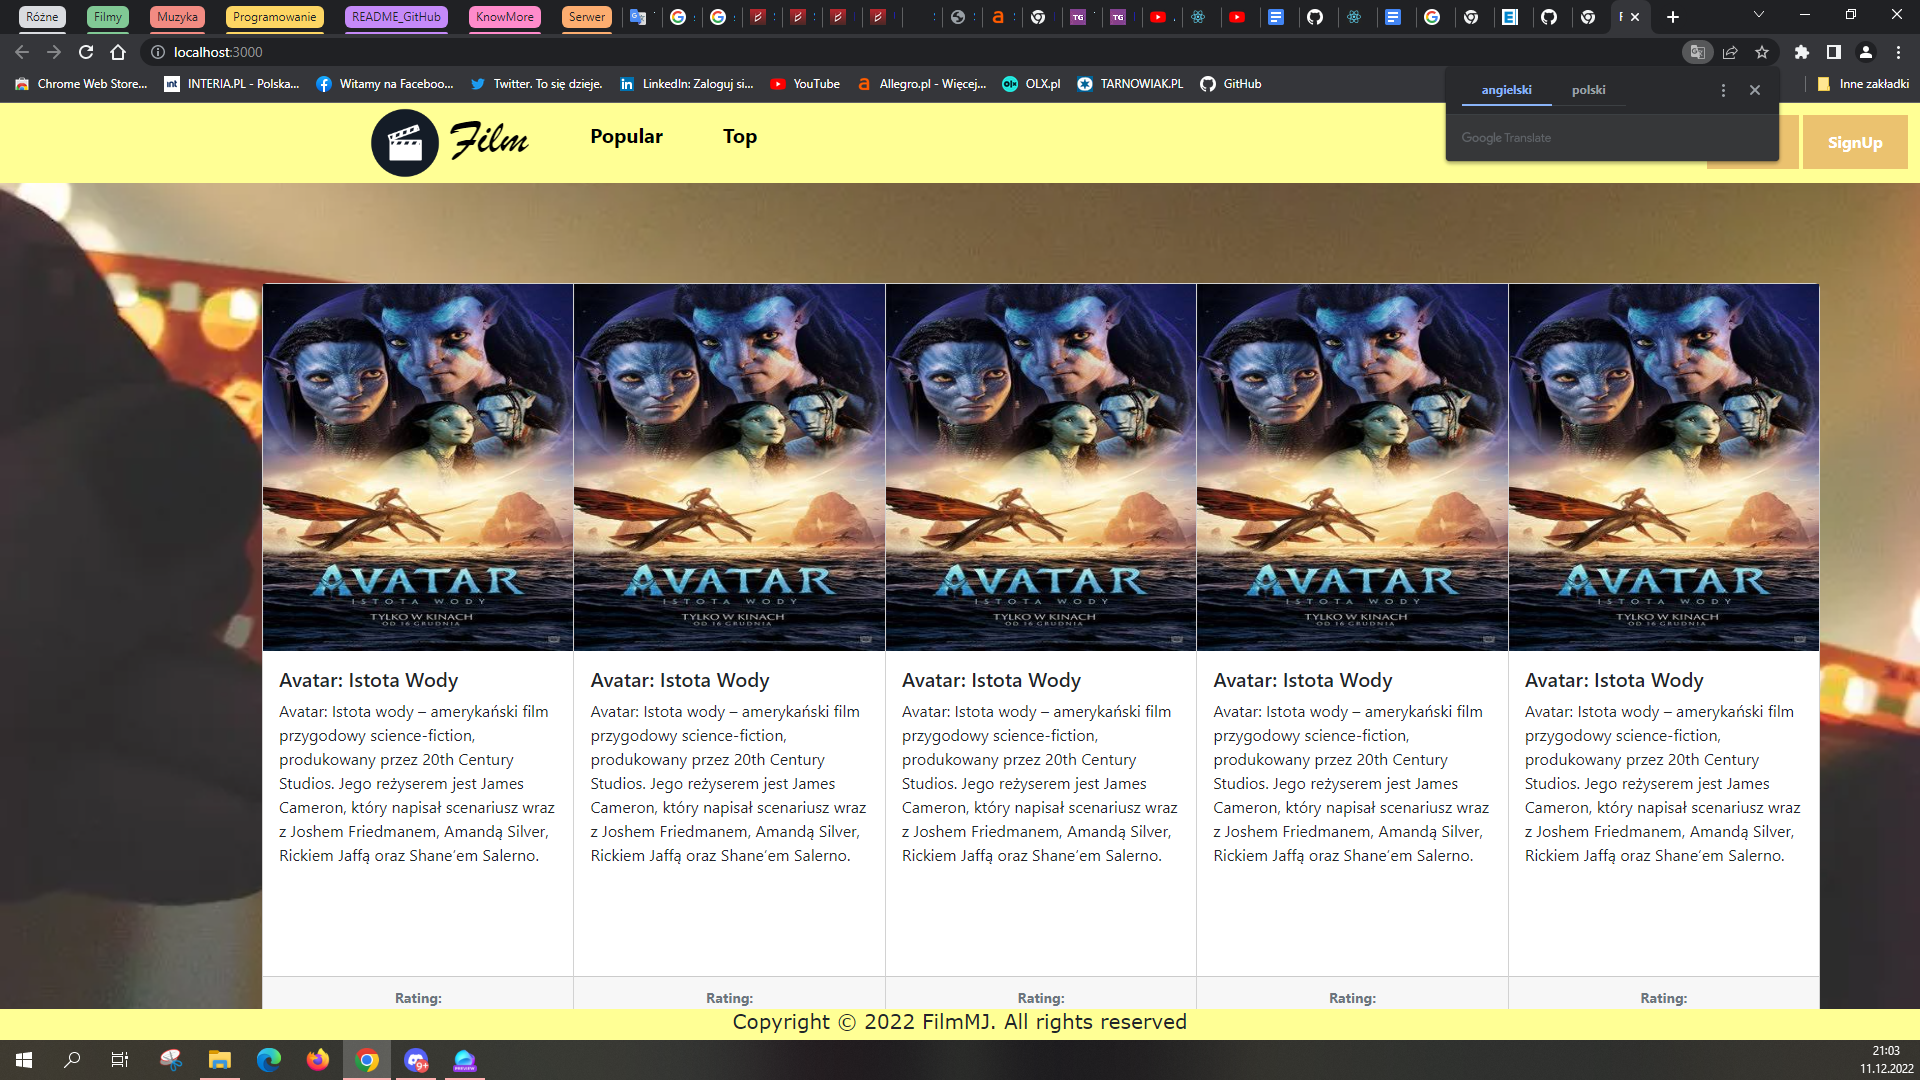 Różne Filmy Muzyka Programowanie README_GitHub KnowMore Serwer
localhost:3000
Chrome Web Store... INTERIA.PL - Polska... Witamy na Faceboo... Twitter. To się dzieje. LinkedIn: Zaloguj si... YouTube Allegro.pl - Więcej... OLX.pl TARNOWIAK.PL GitHub Inne zakładki
angielski polski
Google Translate
Film Popular Top SignUp
AVATAR AVATAR AVATAR AVATAR AVATAR
ISTOTA WODY ISTOTA WODY ISTOTA WODY ISTOTA WODY ISTOTA WODY
TYLKO W KINACH TYLKO W KINACH TYLKO W KINACH TYLKO W KINACH TYLKO W KINACH
OD 16 GRUDNIA OD 16 GRUDNIA OD 16 GRUDNIA OD 16 GRUDNIA OD 16 GRUDNIA
Avatar: Istota Wody
Avatar: Istota wody – amerykański film
przygodowy science-fiction,
produkowany przez 20th Century
Studios. Jego reżyserem jest James
Cameron, który napisał scenariusz wraz
z Joshem Friedmanem, Amandą Silver,
Rickiem Jaffą oraz Shane'em Salerno.
Rating:
Avatar: Istota Wody
Avatar: Istota wody – amerykański film
przygodowy science-fiction,
produkowany przez 20th Century
Studios. Jego reżyserem jest James
Cameron, który napisał scenariusz wraz
z Joshem Friedmanem, Amandą Silver,
Rickiem Jaffą oraz Shane'em Salerno.
Rating:
Avatar: Istota Wody
Avatar: Istota wody – amerykański film
przygodowy science-fiction,
produkowany przez 20th Century
Studios. Jego reżyserem jest James
Cameron, który napisał scenariusz wraz
z Joshem Friedmanem, Amandą Silver,
Rickiem Jaffą oraz Shane'em Salerno.
Rating:
Avatar: Istota Wody
Avatar: Istota wody – amerykański film
przygodowy science-fiction,
produkowany przez 20th Century
Studios. Jego reżyserem jest James
Cameron, który napisał scenariusz wraz
z Joshem Friedmanem, Amandą Silver,
Rickiem Jaffą oraz Shane'em Salerno.
Rating:
Avatar: Istota Wody
Avatar: Istota wody – amerykański film
przygodowy science-fiction,
produkowany przez 20th Century
Studios. Jego reżyserem jest James
Cameron, który napisał scenariusz wraz
z Joshem Friedmanem, Amandą Silver,
Rickiem Jaffą oraz Shane'em Salerno.
Rating:
Copyright © 2022 FilmMJ. All rights reserved
21:03
11.12.2022